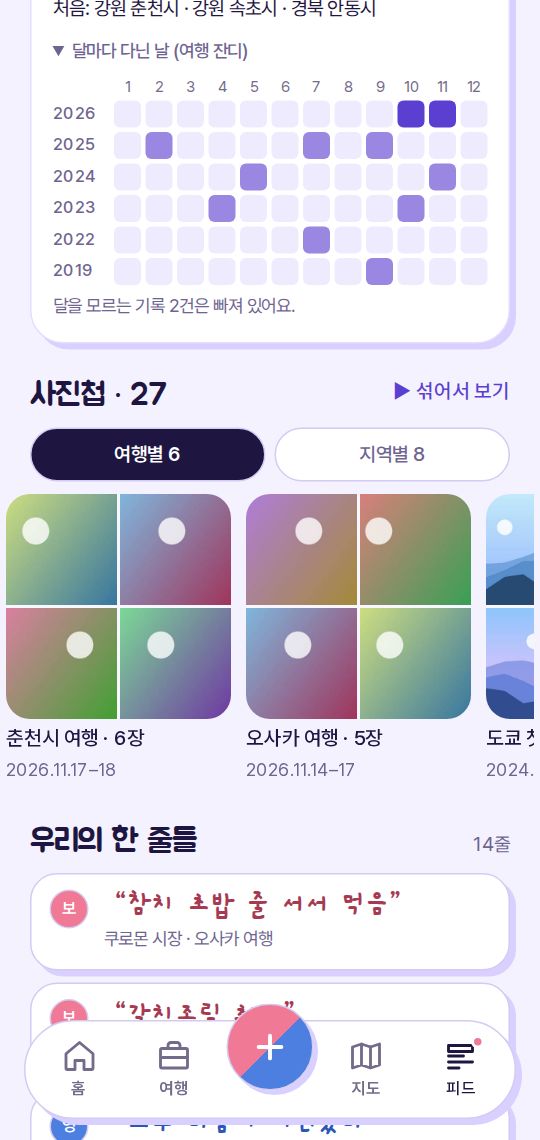 처음: 강원 춘천시 · 강원 속초시 · 경북 안동시
▼ 달마다 다닌 날 (여행 잔디)
1 2 3 4 5 6 7 8 9 10 11 12
2026
2025
2024
2023
2022
2019
달을 모르는 기록 2건은 빠져 있어요.
사진첩 · 27
▶ 섞어서 보기
여행별 6
지역별 8
춘천시 여행 · 6장
2026.11.17–18
오사카 여행 · 5장
2026.11.14–17
도쿄
2024.
우리의 한 줄들
14줄
보
“참치 초밥 줄 서서 먹음”
쿠로몬 시장 · 오사카 여행
보
“갈치조림
홈
여행
+
지도
피드